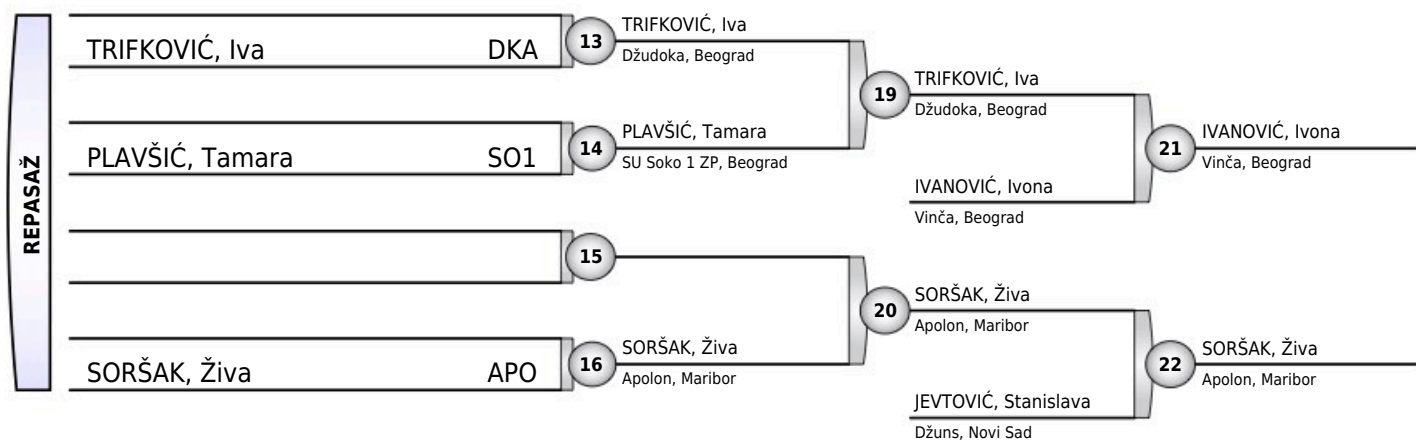 REPASAŽ
TRIFKOVIĆ, Iva DKA
13
TRIFKOVIĆ, Iva
Džudoka, Beograd
PLAVŠIĆ, Tamara SO1
14
PLAVŠIĆ, Tamara
SU Soko 1 ZP, Beograd
15
SORŠAK, Živa APO
16
SORŠAK, Živa
Apolon, Maribor
19
TRIFKOVIĆ, Iva
Džudoka, Beograd
IVANOVIĆ, Ivona
Vinča, Beograd
20
SORŠAK, Živa
Apolon, Maribor
JEVTOVIĆ, Stanislava
Džuns, Novi Sad
21
IVANOVIĆ, Ivona
Vinča, Beograd
22
SORŠAK, Živa
Apolon, Maribor